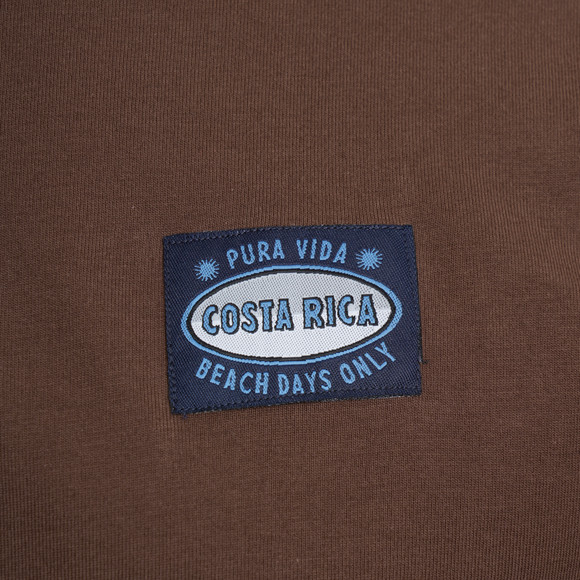 PURA VIDA
COSTA RICA
BEACH DAYS ONLY